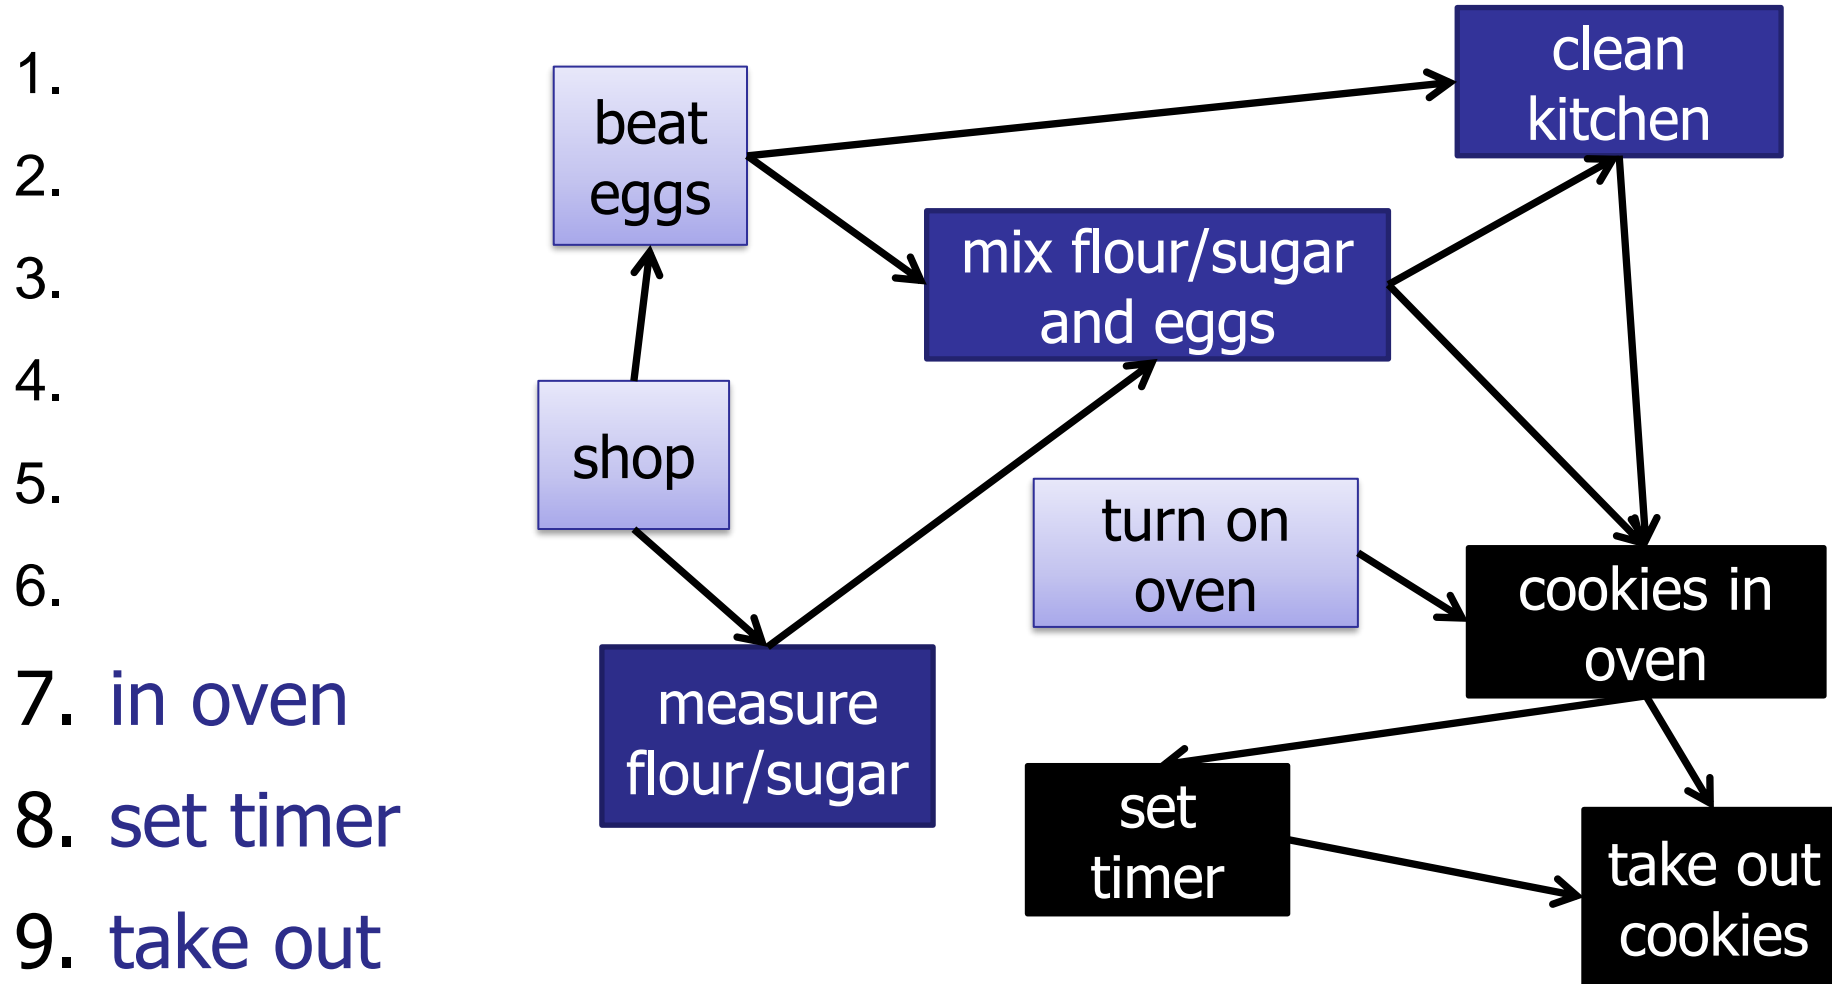 1.
2.
3.
4.
5.
6.
7. in oven
8. set timer
9. take out
beat
eggs
clean
kitchen
mix flour/sugar
and eggs
shop
turn on
oven
cookies in
oven
measure
flour/sugar
set
timer
take out
cookies